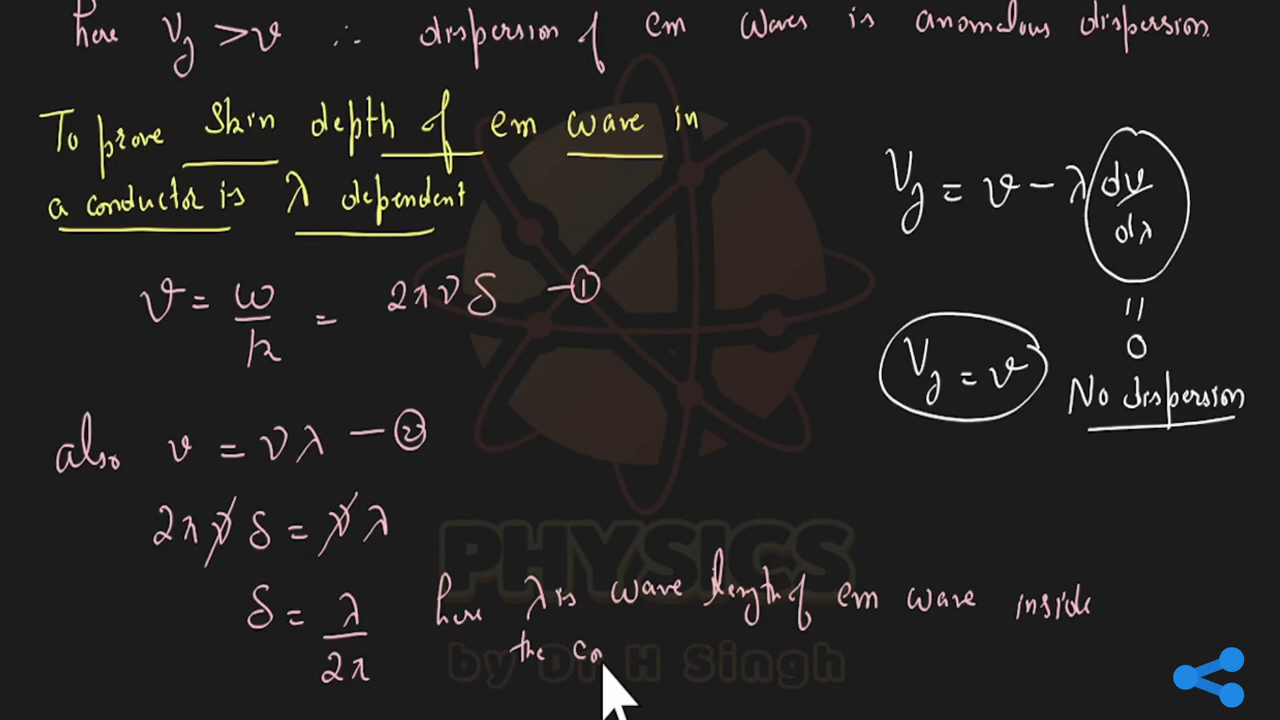 here Vg > v ∴ dispersion of em waves is anomalous dispersion.
To prove Skin depth of em wave in
a conductor is λ dependent
v = ω/k = 2πνδ —①
also v = νλ —②
2πνδ = νλ
δ = λ/2π here λ is wave length of em wave inside
the co
Vg = v − λ dv/dλ
=
0
Vg = v
No dispersion
PHYSICS
by Dr H Singh